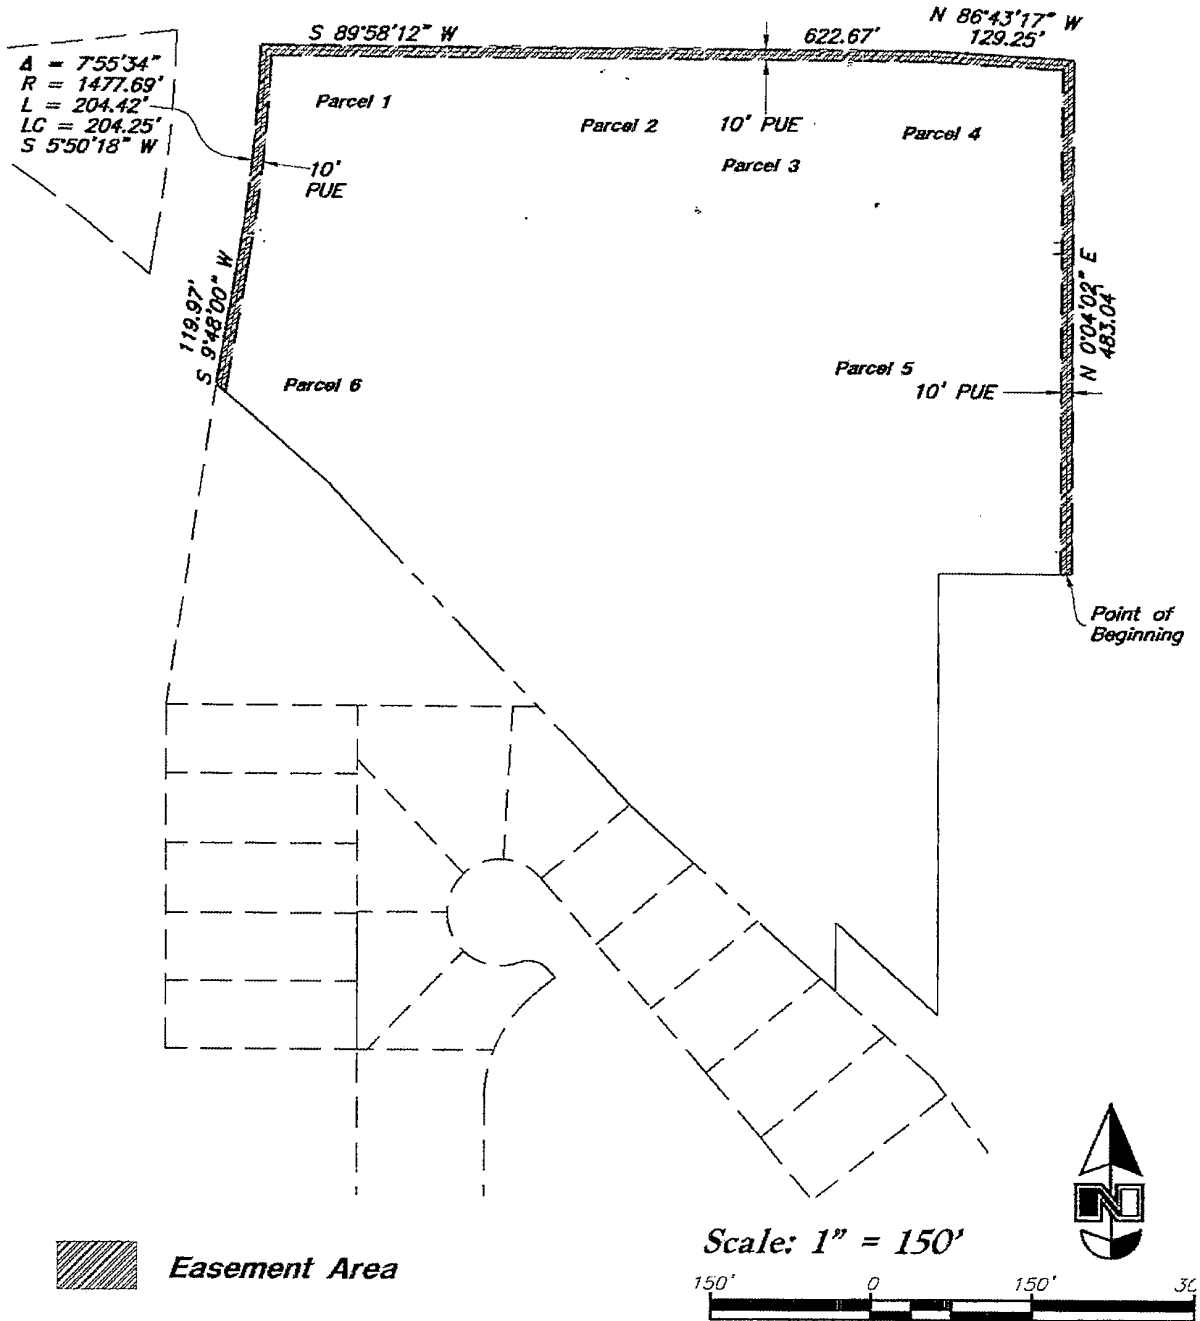 S 89°58'12" W
622.67'
N 86°43'17" W
129.25'
Δ = 7°55'34"
R = 1477.69'
L = 204.42'
LC = 204.25'
S 5°50'18" W
Parcel 1
Parcel 2
10' PUE
Parcel 3
Parcel 4
10'
PUE
119.97'
S 9°48'00" W
N 0°04'02" E
483.04'
Parcel 6
Parcel 5
10' PUE
Point of
Beginning
Easement Area
Scale: 1" = 150'
N
150'
0
150'
30